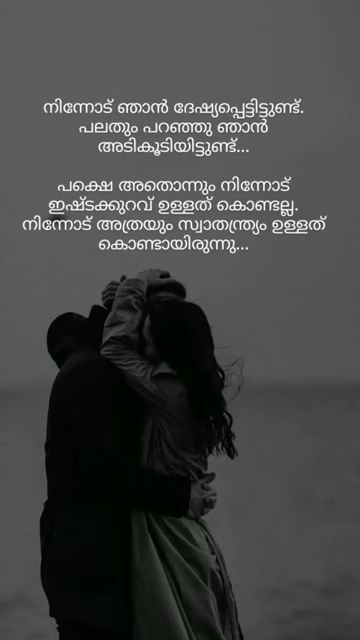 നിന്നോട് ഞാൻ ദേഷ്യപ്പെട്ടിട്ടുണ്ട്.
പലതും പറഞ്ഞു ഞാൻ
അടികൂടിയിട്ടുണ്ട്...
പക്ഷെ അതൊന്നും നിന്നോട്
ഇഷ്ടക്കുറവ് ഉള്ളത് കൊണ്ടല്ല.
നിന്നോട് അത്രയും സ്വാതന്ത്ര്യം ഉള്ളത്
കൊണ്ടായിരുന്നു...